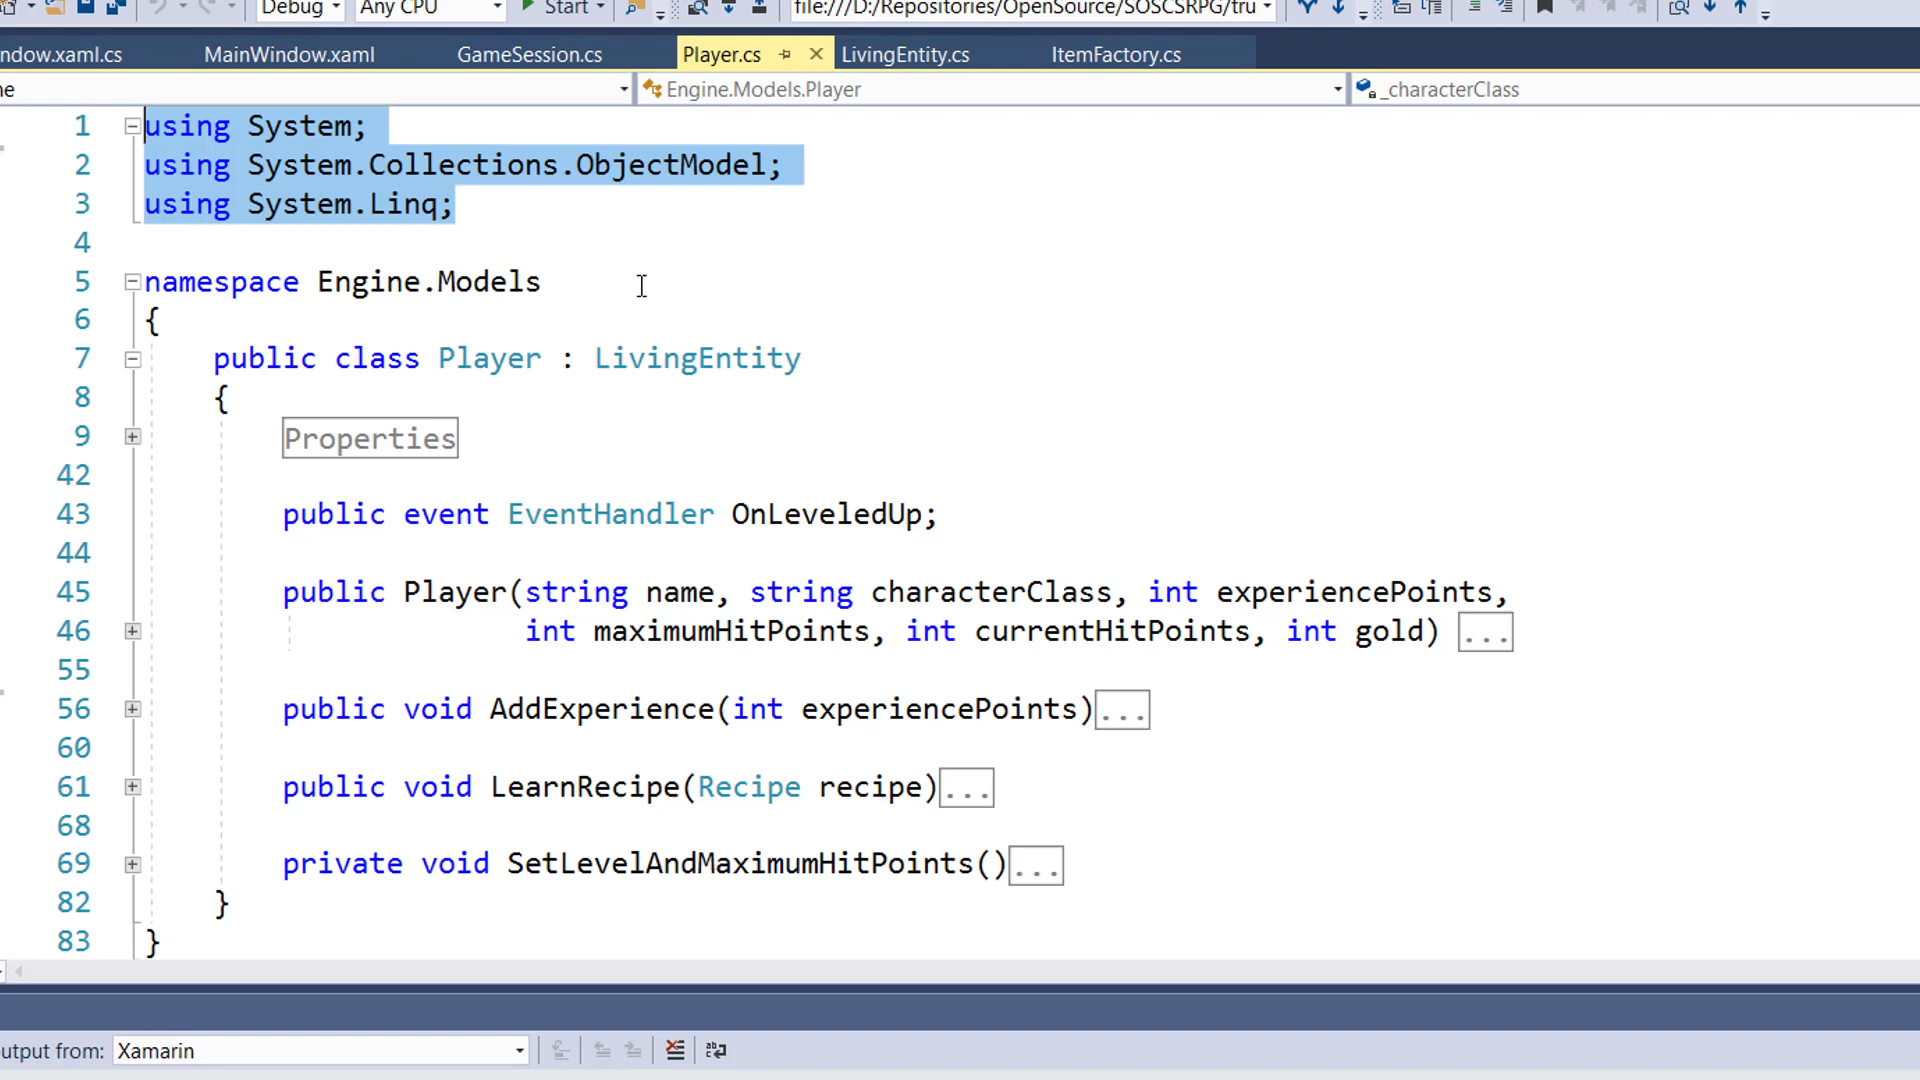 Debug Any CPU Start file:///D:/Repositories/OpenSource/SOSCSRPG/tru
ndow.xaml.cs MainWindow.xaml GameSession.cs Player.cs LivingEntity.cs ItemFactory.cs
ne Engine.Models.Player _characterClass
1 using System;
2 using System.Collections.ObjectModel;
3 using System.Linq;
4
5 namespace Engine.Models
6 {
7 public class Player : LivingEntity
8 {
9 Properties
42
43 public event EventHandler OnLeveledUp;
44
45 public Player(string name, string characterClass, int experiencePoints,
46 int maximumHitPoints, int currentHitPoints, int gold) ...
55
56 public void AddExperience(int experiencePoints)...
60
61 public void LearnRecipe(Recipe recipe)...
68
69 private void SetLevelAndMaximumHitPoints()...
82 }
83 }
utput from: Xamarin